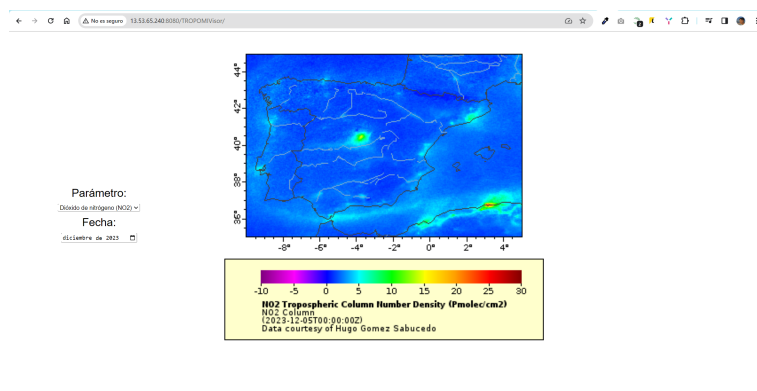 No es seguro 13.53.65.240:8080/TROPOMIVisor/
44°
42°
40°
38°
36°
-8° -6° -4° -2° 0° 2° 4°
Parámetro:
Dióxido de nitrógeno (NO2)
Fecha:
diciembre de 2023
-10 -5 0 5 10 15 20 25 30
NO2 Tropospheric Column Number Density (Pmolec/cm2)
NO2 Column
(2023-12-05T00:00:00Z)
Data courtesy of Hugo Gomez Sabucedo